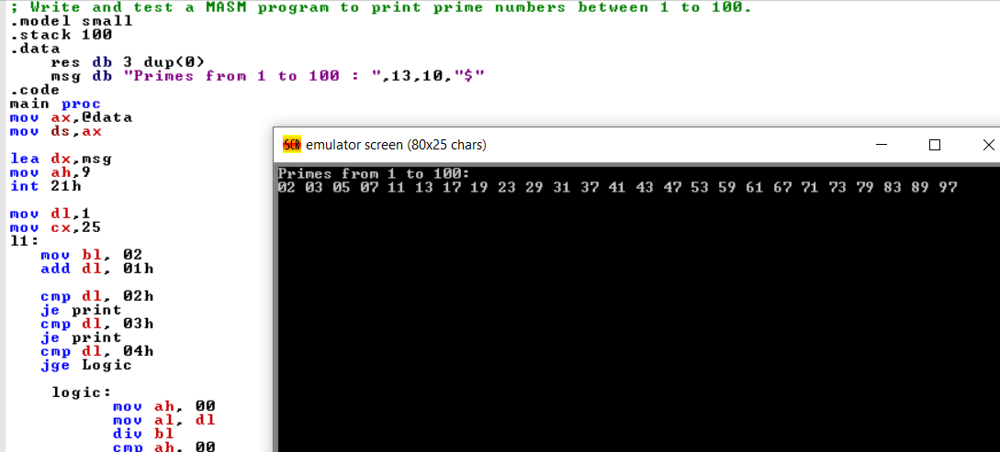 ; Write and test a MASM program to print prime numbers between 1 to 100.
.model small
.stack 100
.data
res db 3 dup(0)
msg db "Primes from 1 to 100 : ",13,10,"$"
.code
main proc
mov ax,@data
mov ds,ax
lea dx,msg
mov ah,9
int 21h
mov dl,1
mov cx,25
l1:
mov bl, 02
add dl, 01h
cmp dl, 02h
je print
cmp dl, 03h
je print
cmp dl, 04h
jge Logic
logic:
mov ah, 00
mov al, dl
div bl
cmp ah, 00
SCR emulator screen (80x25 chars)
Primes from 1 to 100:
02 03 05 07 11 13 17 19 23 29 31 37 41 43 47 53 59 61 67 71 73 79 83 89 97